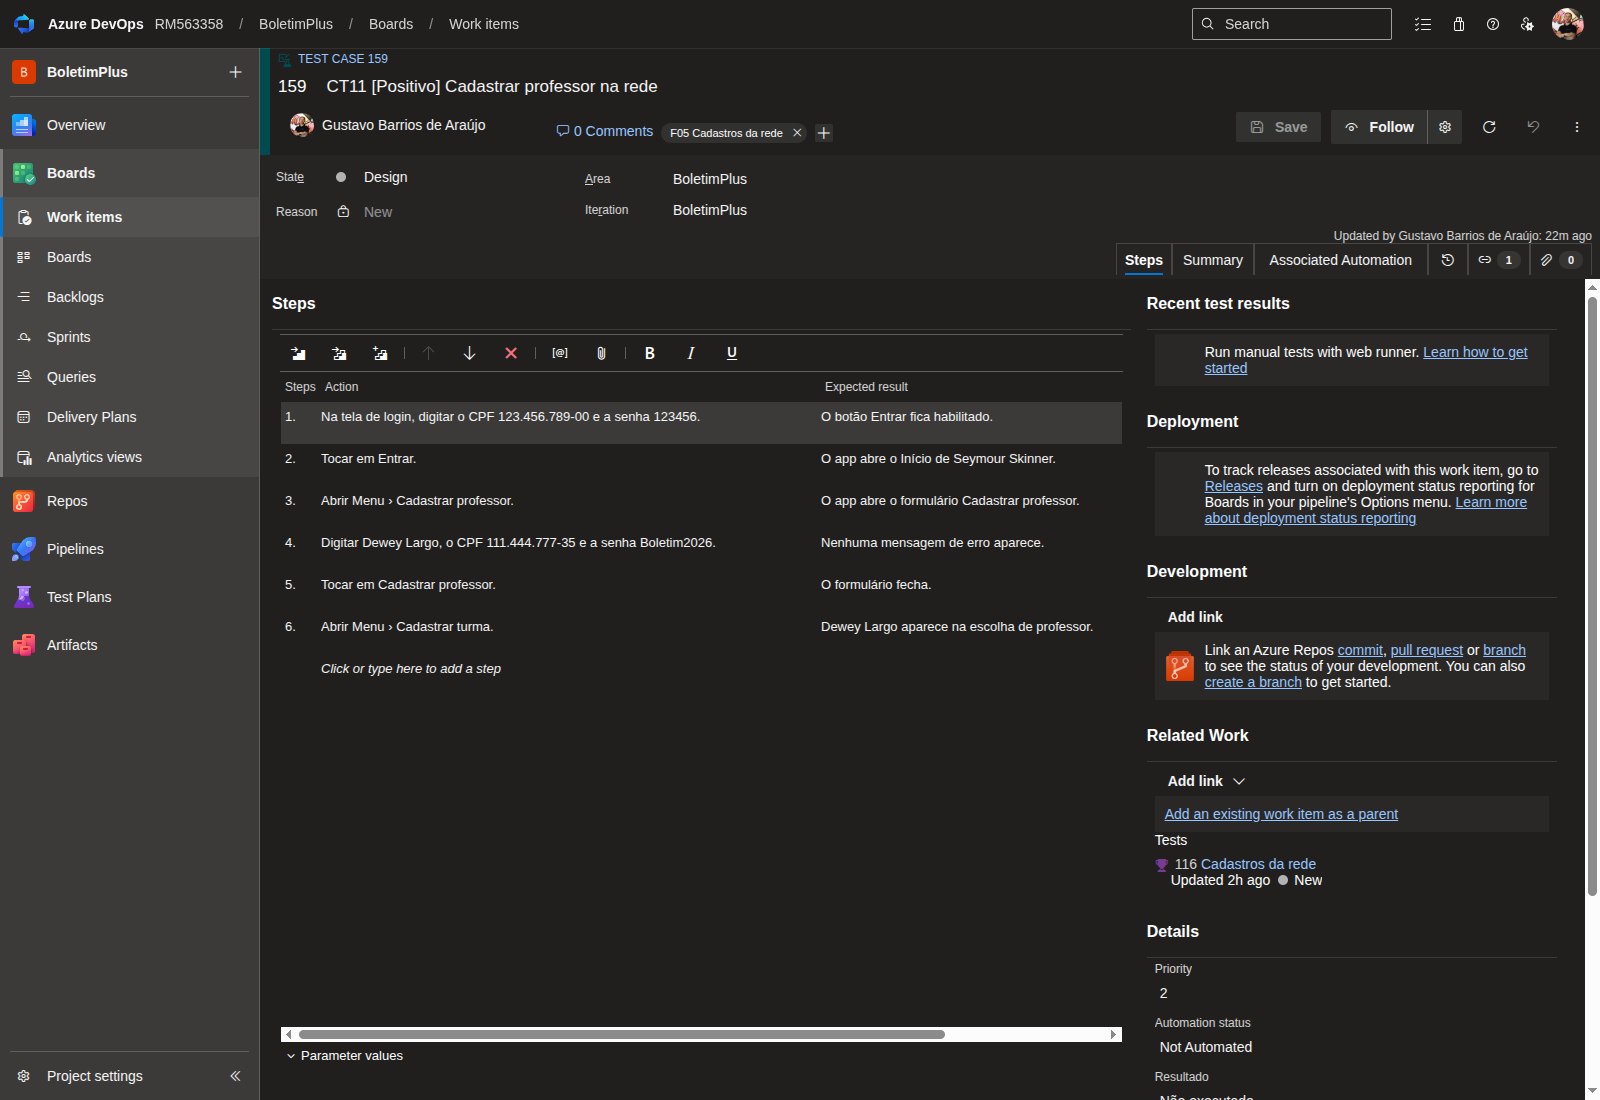 Azure DevOps RM563358 / BoletimPlus / Boards / Work items
Search
B BoletimPlus
Overview
Boards
Work items
Boards
Backlogs
Sprints
Queries
Delivery Plans
Analytics views
Repos
Pipelines
Test Plans
Artifacts
Project settings
TEST CASE 159
159 CT11 [Positivo] Cadastrar professor na rede
Gustavo Barrios de Araújo
0 Comments
F05 Cadastros da rede
Save
Follow
State Design
Area BoletimPlus
Reason New
Iteration BoletimPlus
Updated by Gustavo Barrios de Araújo: 22m ago
Steps Summary Associated Automation 1 0
Steps
B I U
Steps Action Expected result
1. Na tela de login, digitar o CPF 123.456.789-00 e a senha 123456. O botão Entrar fica habilitado.
2. Tocar em Entrar. O app abre o Início de Seymour Skinner.
3. Abrir Menu › Cadastrar professor. O app abre o formulário Cadastrar professor.
4. Digitar Dewey Largo, o CPF 111.444.777-35 e a senha Boletim2026. Nenhuma mensagem de erro aparece.
5. Tocar em Cadastrar professor. O formulário fecha.
6. Abrir Menu › Cadastrar turma. Dewey Largo aparece na escolha de professor.
Click or type here to add a step
Parameter values
Recent test results
Run manual tests with web runner. Learn how to get
started
Deployment
To track releases associated with this work item, go to
Releases and turn on deployment status reporting for
Boards in your pipeline's Options menu. Learn more
about deployment status reporting
Development
Add link
Link an Azure Repos commit, pull request or branch
to see the status of your development. You can also
create a branch to get started.
Related Work
Add link
Add an existing work item as a parent
Tests
116 Cadastros da rede
Updated 2h ago New
Details
Priority
2
Automation status
Not Automated
Resultado
Não executado